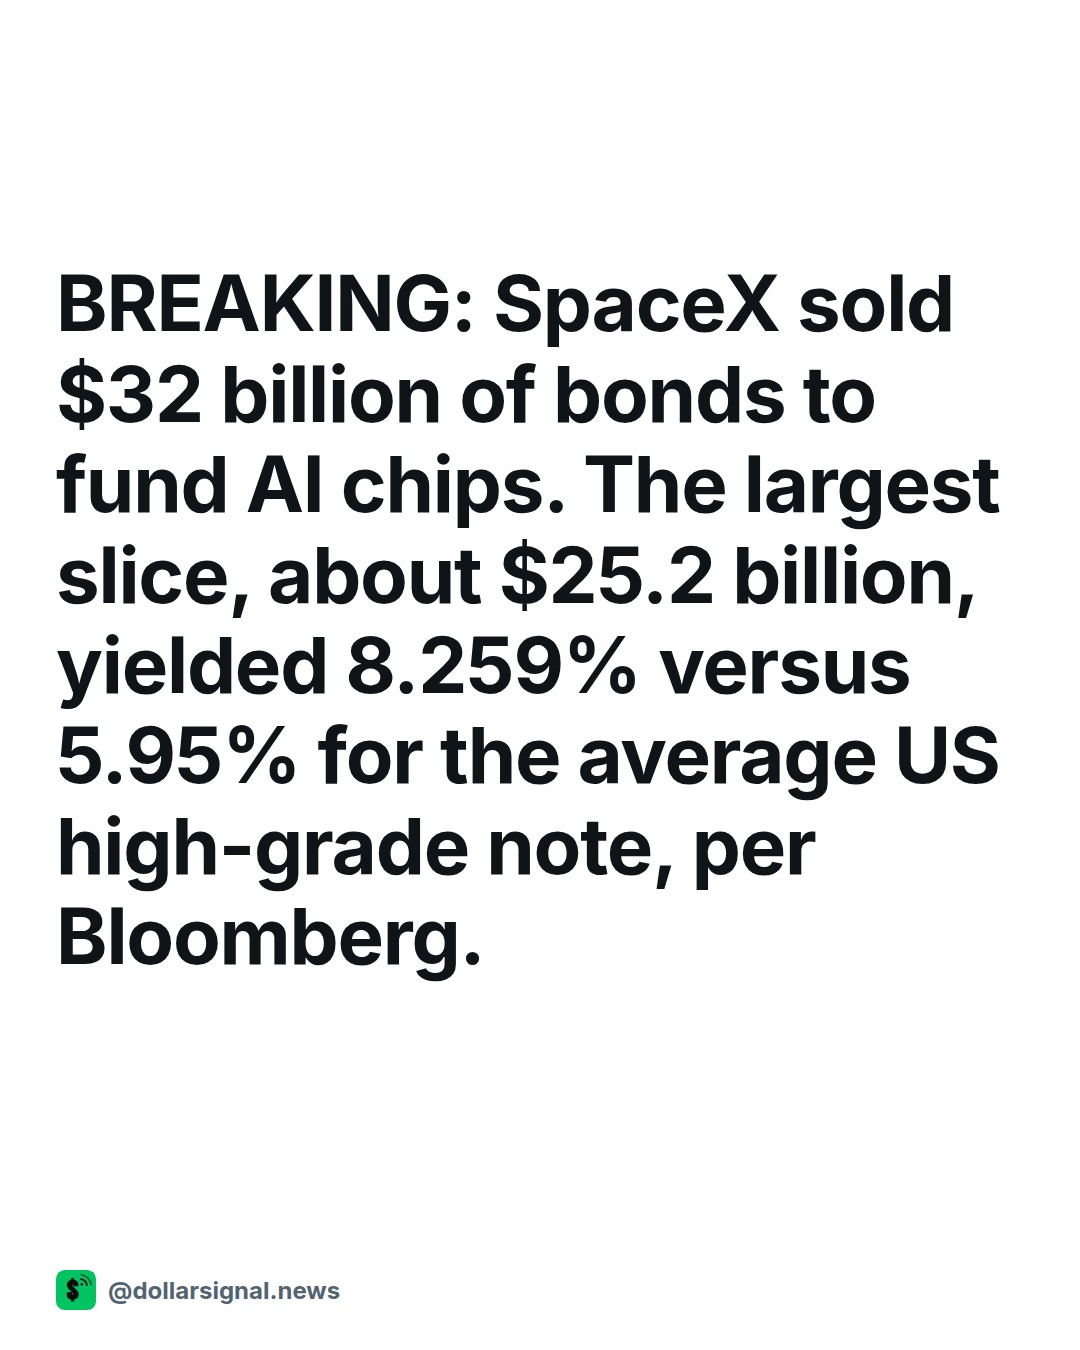 BREAKING: SpaceX sold
$32 billion of bonds to
fund AI chips. The largest
slice, about $25.2 billion,
yielded 8.259% versus
5.95% for the average US
high-grade note, per
Bloomberg.
$ @dollarsignal.news